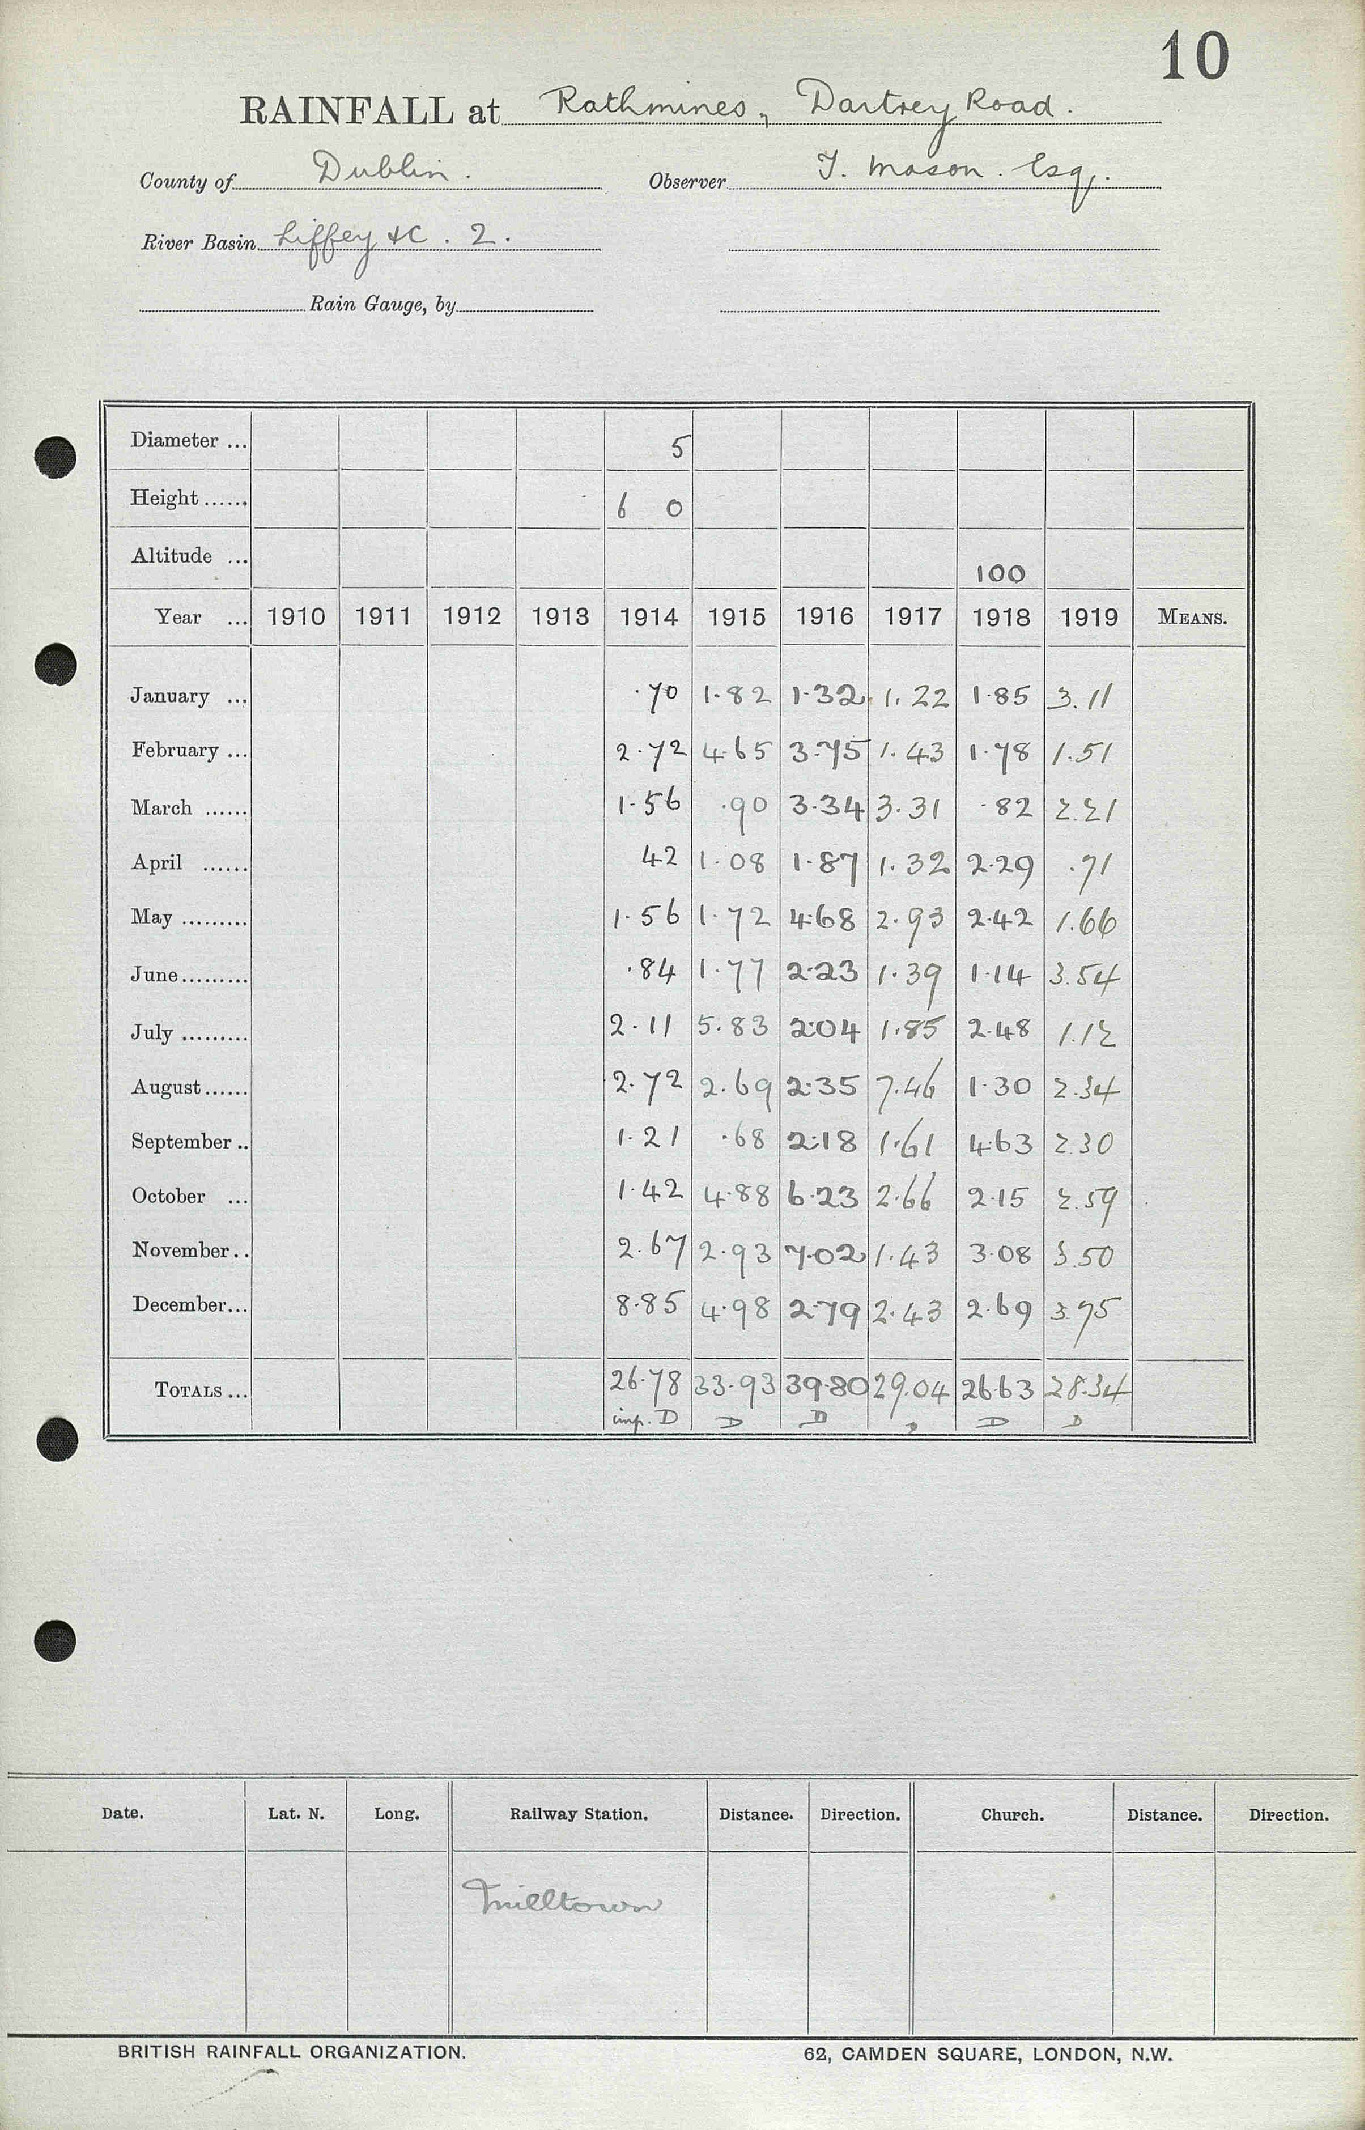 10
RAINFALL at Rathmines, Dartrey Road.
County of Dublin. Observer T. Mason. Esq.
River Basin Liffey &c. 2.
Rain Gauge, by
Diameter ... 5
Height ...... 6 0
Altitude ... 100
Year ... 1910 1911 1912 1913 1914 1915 1916 1917 1918 1919 MEANS.
January ... .70 1.82 1.32 1.22 1.85 3.11
February ... 2.72 4.65 3.75 1.43 1.78 1.51
March ...... 1.56 .90 3.34 3.31 .82 2.21
April ...... 42 1.08 1.87 1.32 2.29 .71
May ......... 1.56 1.72 4.68 2.93 2.42 1.66
June ......... .84 1.77 2.23 1.39 1.14 3.54
July ......... 2.11 5.83 2.04 1.85 2.48 1.12
August ...... 2.72 2.69 2.35 7.46 1.30 2.34
September .. 1.21 .68 2.18 1.61 4.63 2.30
October ... 1.42 4.88 6.23 2.66 2.15 2.59
November .. 2.67 2.93 7.02 1.43 3.08 3.50
December ... 8.85 4.98 2.79 2.43 2.69 3.75
TOTALS ... 26.78 33.93 39.80 29.04 26.63 28.34
imp. D D D D D
Date. Lat. N. Long. Railway Station. Distance. Direction. Church. Distance. Direction.
Milltown
BRITISH RAINFALL ORGANIZATION. 62, CAMDEN SQUARE, LONDON, N.W.